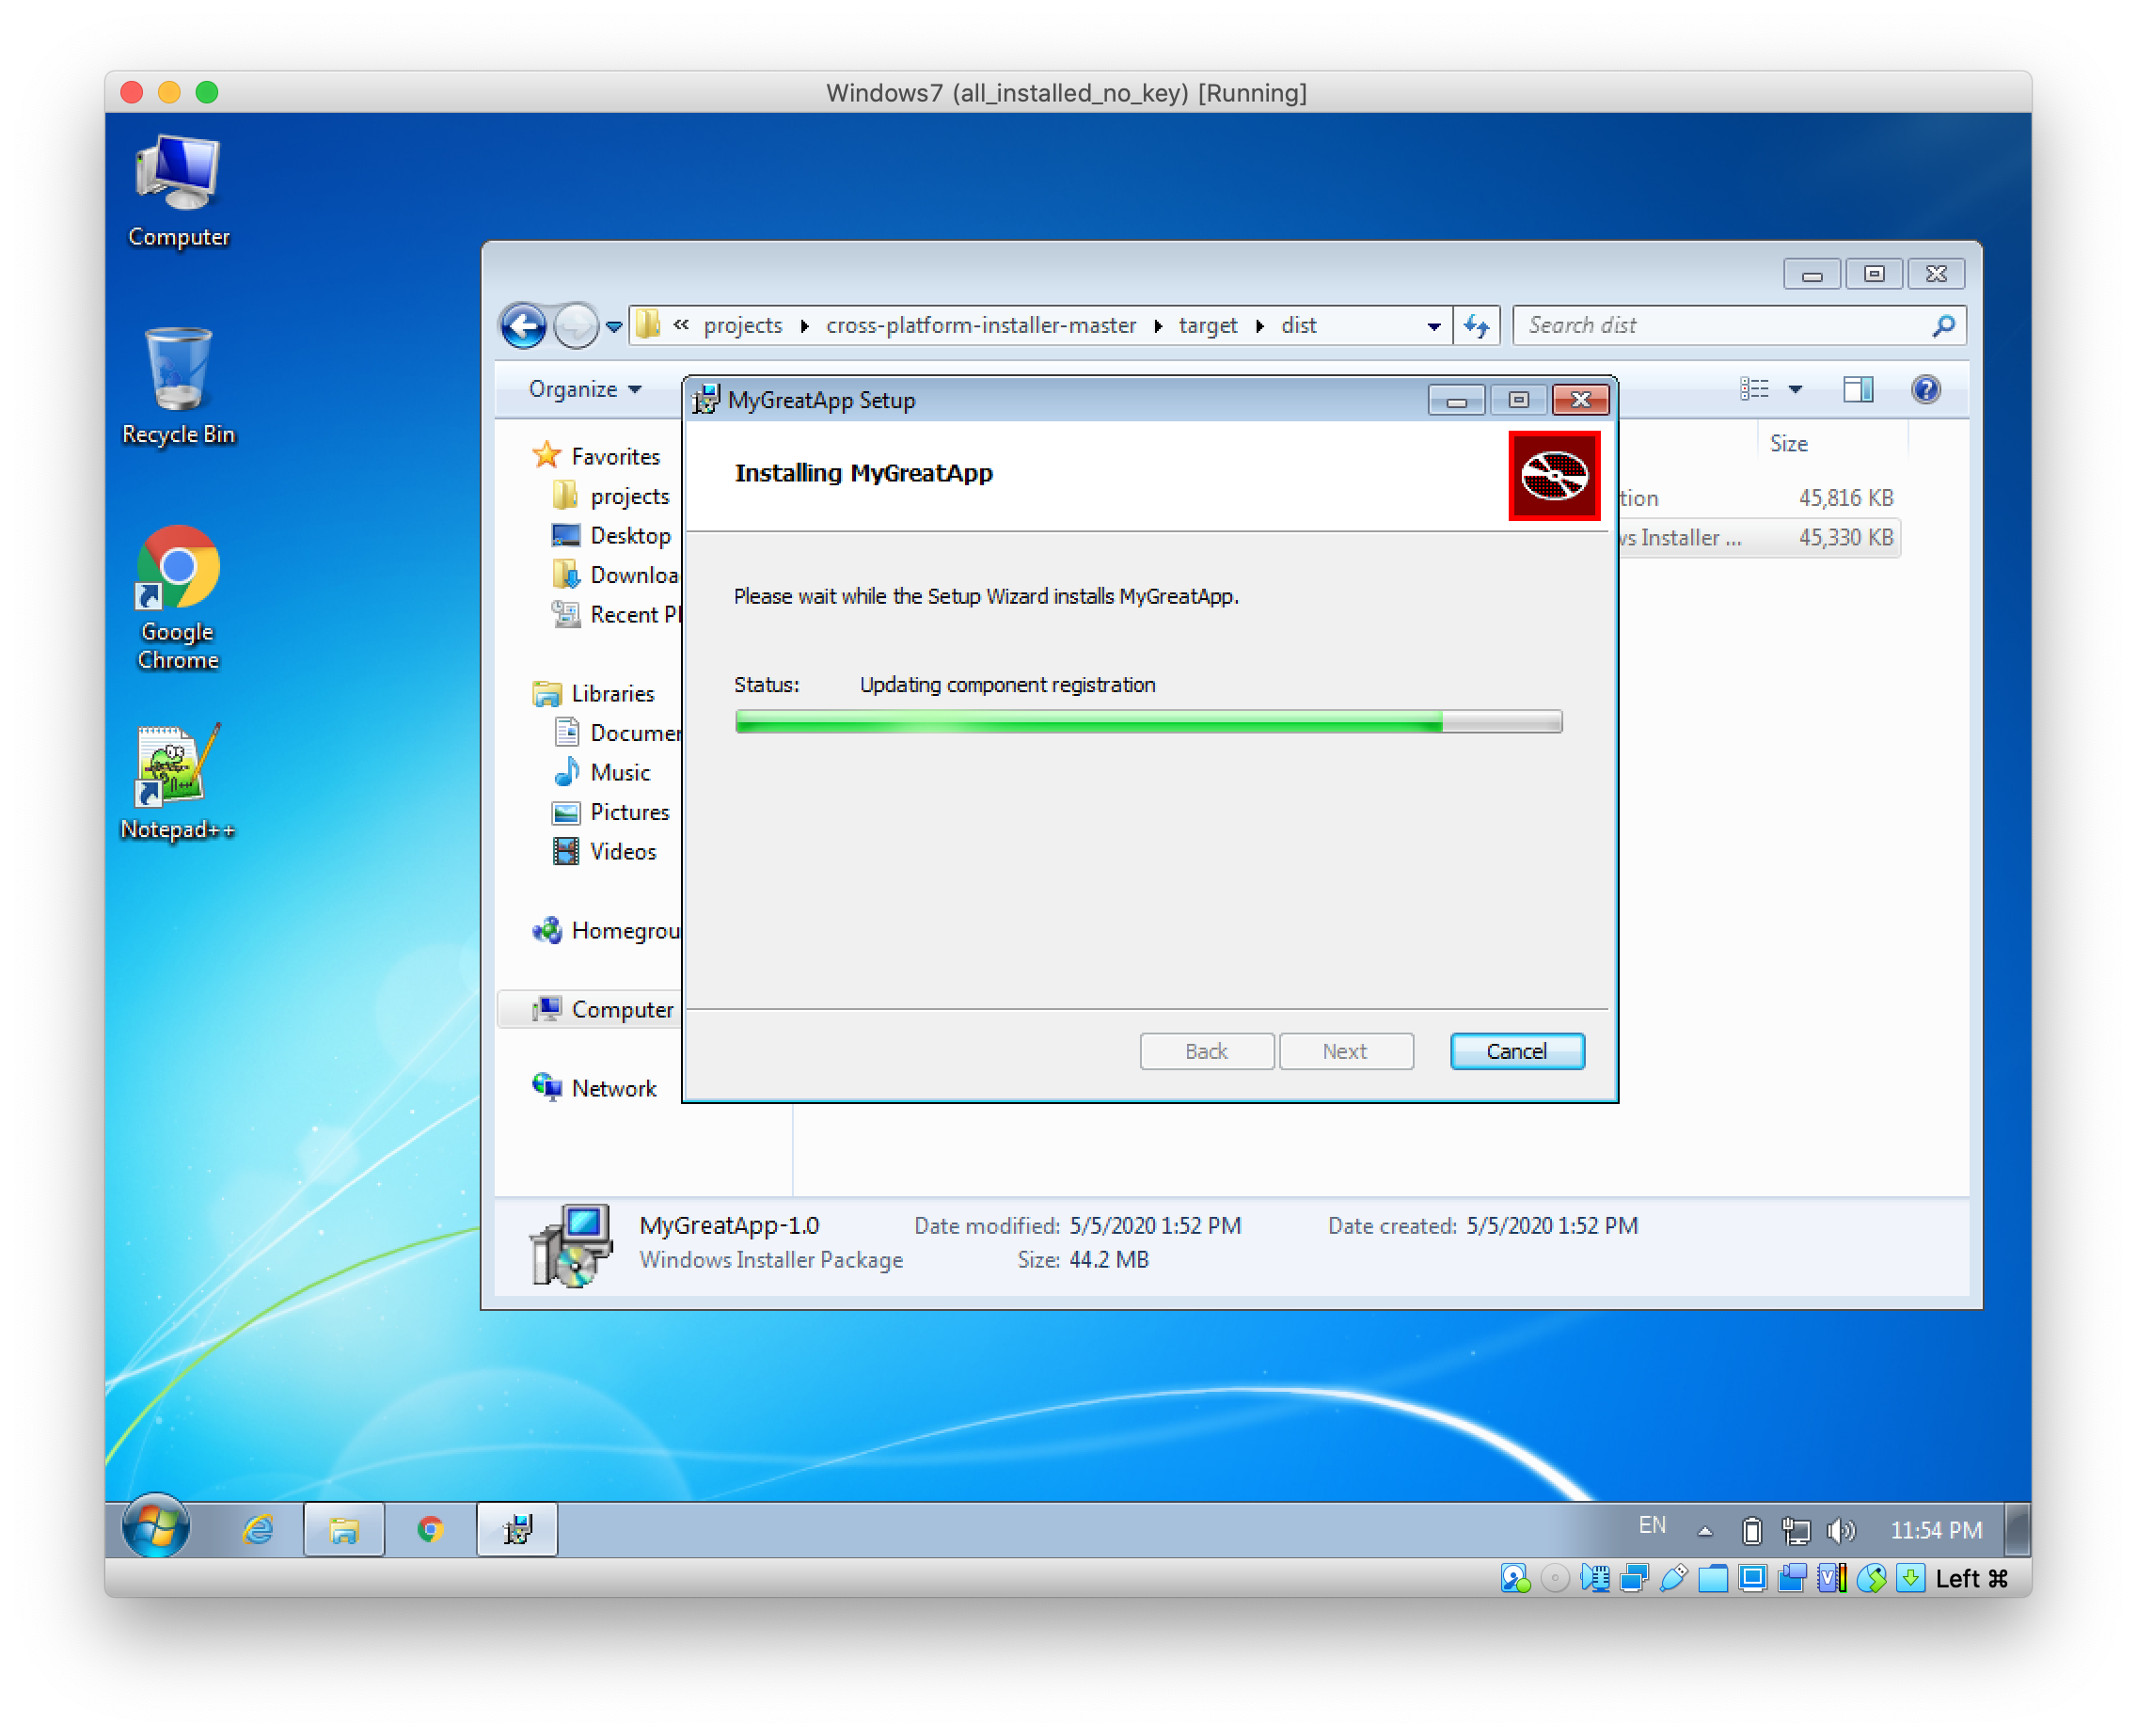 Windows7 (all_installed_no_key) [Running]
Computer
Recycle Bin
Google
Chrome
Notepad++
« projects cross-platform-installer-master target dist
Search dist
Organize
MyGreatApp Setup
Installing MyGreatApp
Please wait while the Setup Wizard installs MyGreatApp.
Status: Updating component registration
Back Next Cancel
Favorites
projects
Desktop
Downloa
Recent Pl
Libraries
Documen
Music
Pictures
Videos
Homegrou
Computer
Network
Size
tion 45,816 KB
ws Installer ... 45,330 KB
MyGreatApp-1.0 Date modified: 5/5/2020 1:52 PM Date created: 5/5/2020 1:52 PM
Windows Installer Package Size: 44.2 MB
EN 11:54 PM
Left ⌘